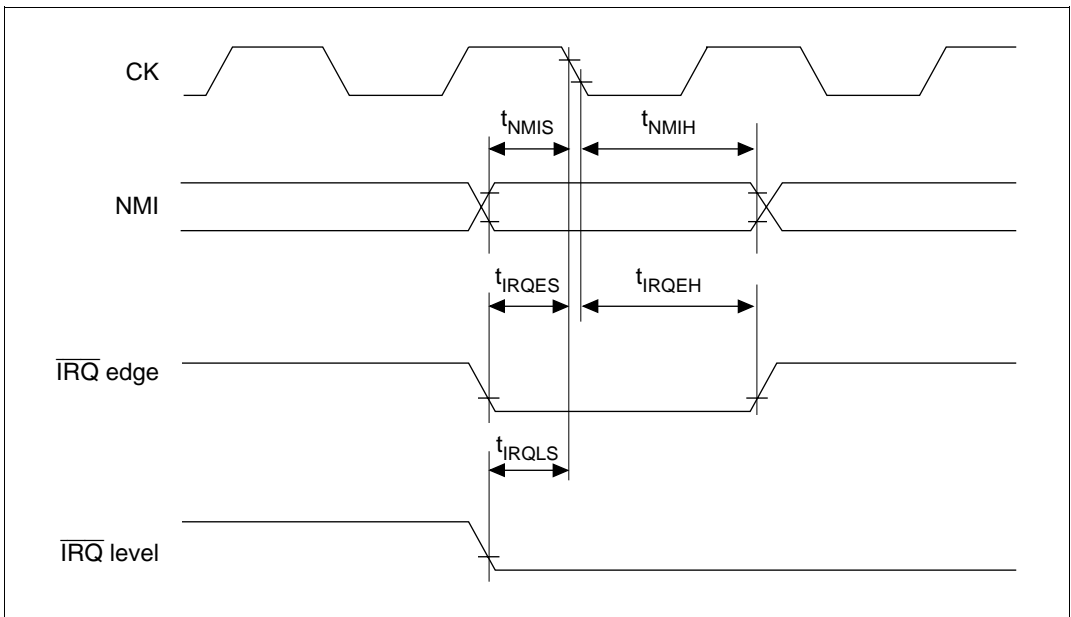 CK
tNMIS
tNMIH
NMI
tIRQES
tIRQEH
IRQ edge
tIRQLS
IRQ level